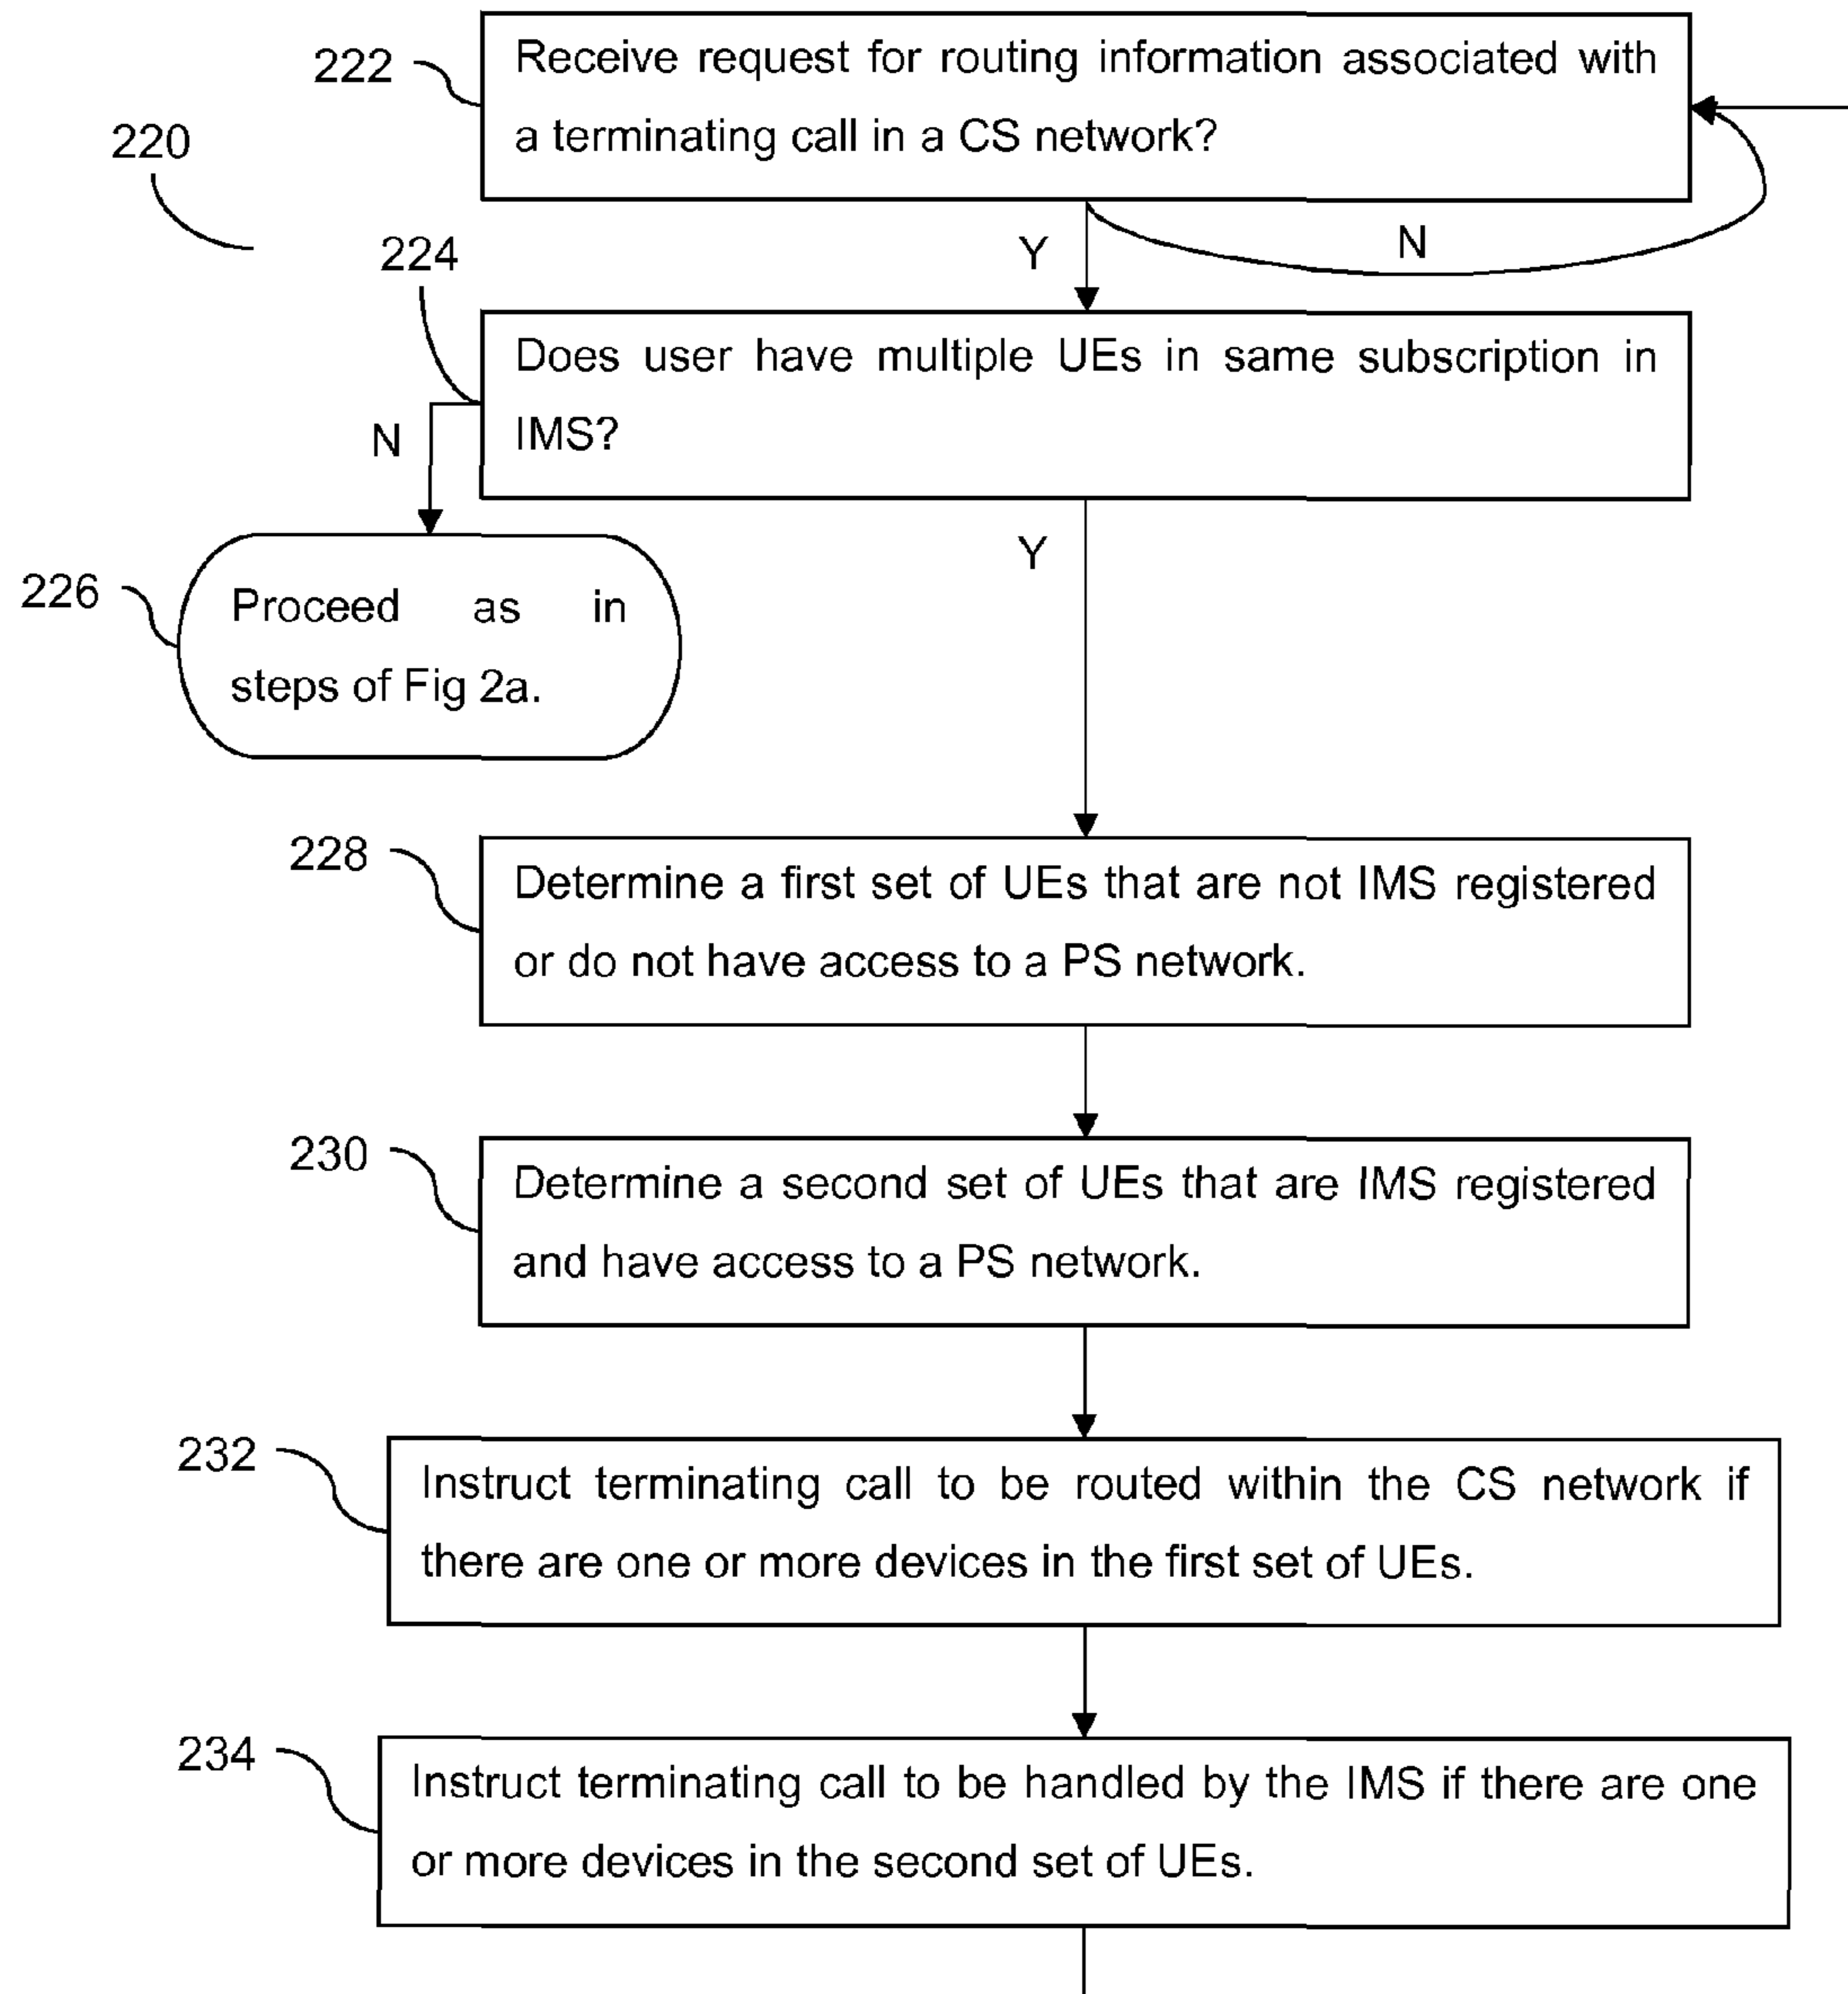 222
Receive request for routing information associated with
a terminating call in a CS network?
220
Y
N
224
Does user have multiple UEs in same subscription in
IMS?
N
Y
226
Proceed as in
steps of Fig 2a.
228
Determine a first set of UEs that are not IMS registered
or do not have access to a PS network.
230
Determine a second set of UEs that are IMS registered
and have access to a PS network.
232
Instruct terminating call to be routed within the CS network if
there are one or more devices in the first set of UEs.
234
Instruct terminating call to be handled by the IMS if there are one
or more devices in the second set of UEs.